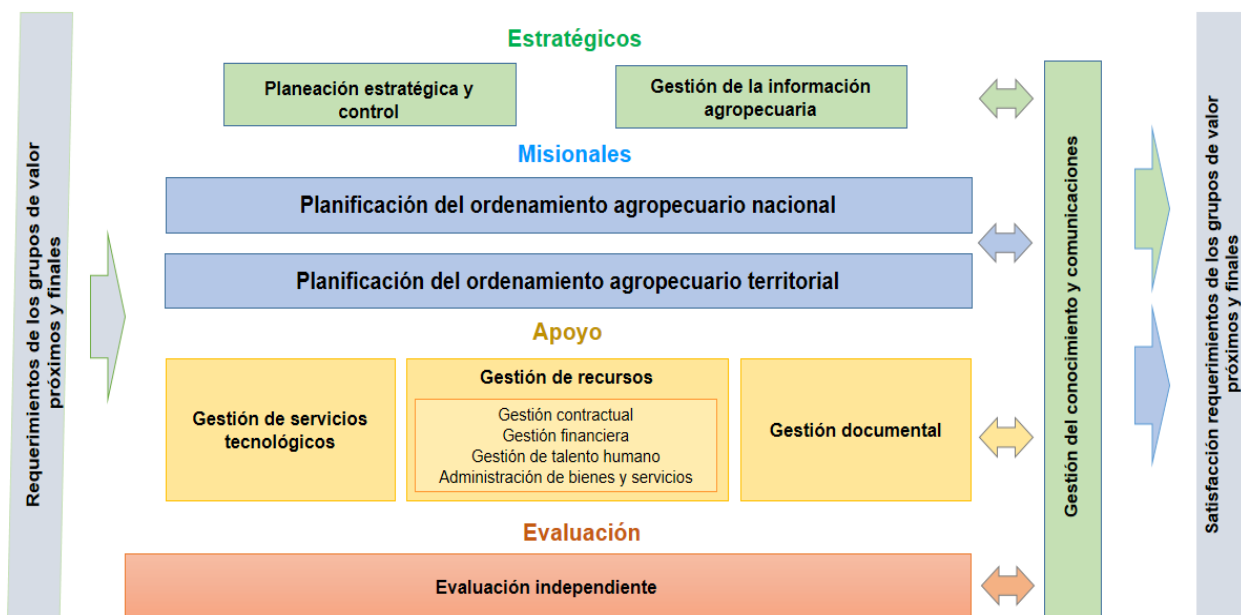 Requerimientos de los grupos de valor
próximos y finales
Estratégicos
Planeación estratégica y
control
Gestión de la información
agropecuaria
Misionales
Planificación del ordenamiento agropecuario nacional
Planificación del ordenamiento agropecuario territorial
Apoyo
Gestión de servicios
tecnológicos
Gestión de recursos
Gestión contractual
Gestión financiera
Gestión de talento humano
Administración de bienes y servicios
Gestión documental
Evaluación
Evaluación independiente
Gestión del conocimiento y comunicaciones
Satisfacción requerimientos de los grupos de valor
próximos y finales